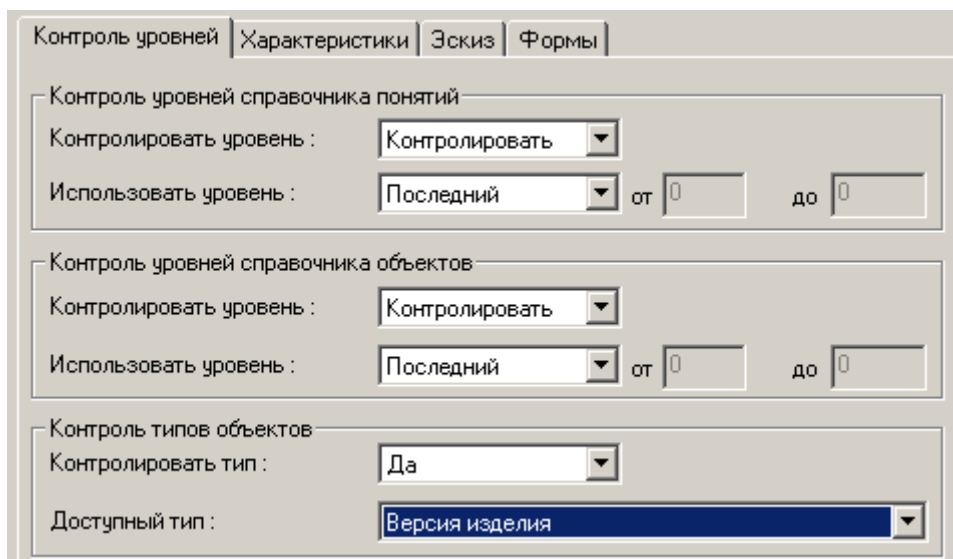 Контроль уровней Характеристики Эскиз Формы
Контроль уровней справочника понятий
Контролировать уровень : Контролировать
Использовать уровень : Последний от 0 до 0
Контроль уровней справочника объектов
Контролировать уровень : Контролировать
Использовать уровень : Последний от 0 до 0
Контроль типов объектов
Контролировать тип : Да
Доступный тип : Версия изделия